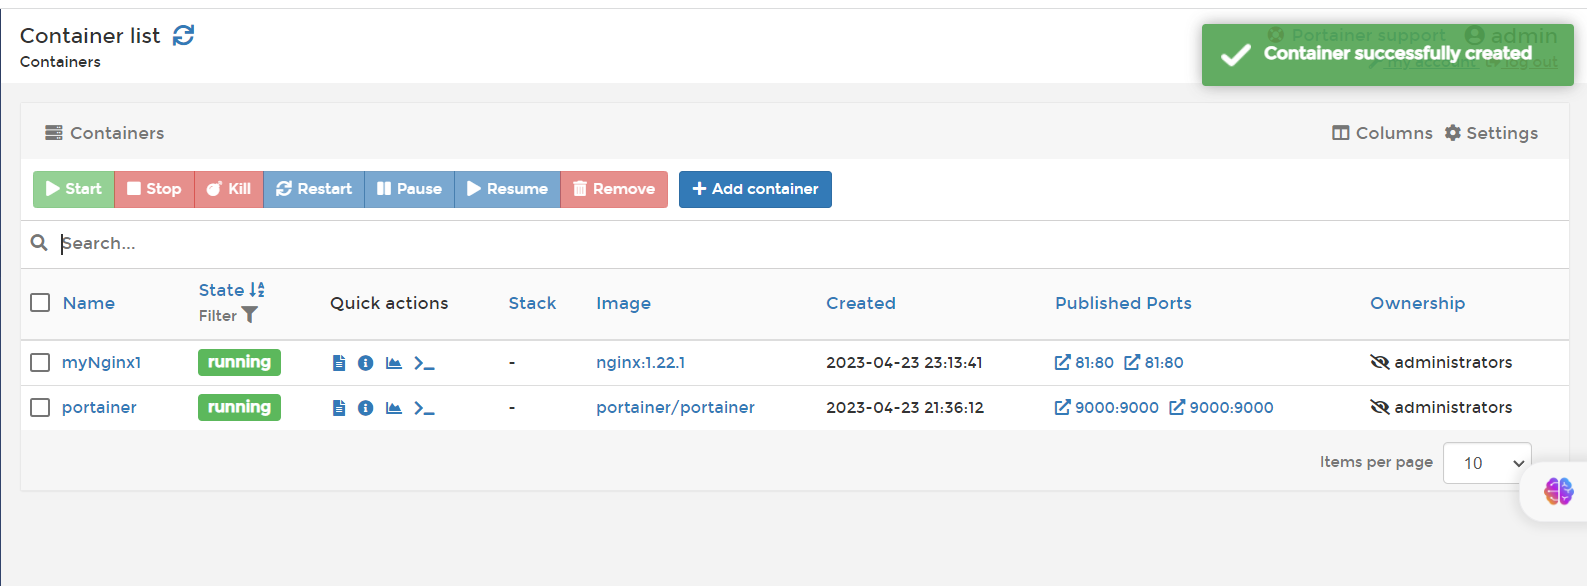 Container list
Containers
Portainer support admin
my account log out
Container successfully created
Containers
Columns Settings
Start Stop Kill Restart Pause Resume Remove Add container
Search...
Name State Quick actions Stack Image Created Published Ports Ownership
Filter
myNginx1 running - nginx:1.22.1 2023-04-23 23:13:41 81:80 81:80 administrators
portainer running - portainer/portainer 2023-04-23 21:36:12 9000:9000 9000:9000 administrators
Items per page 10